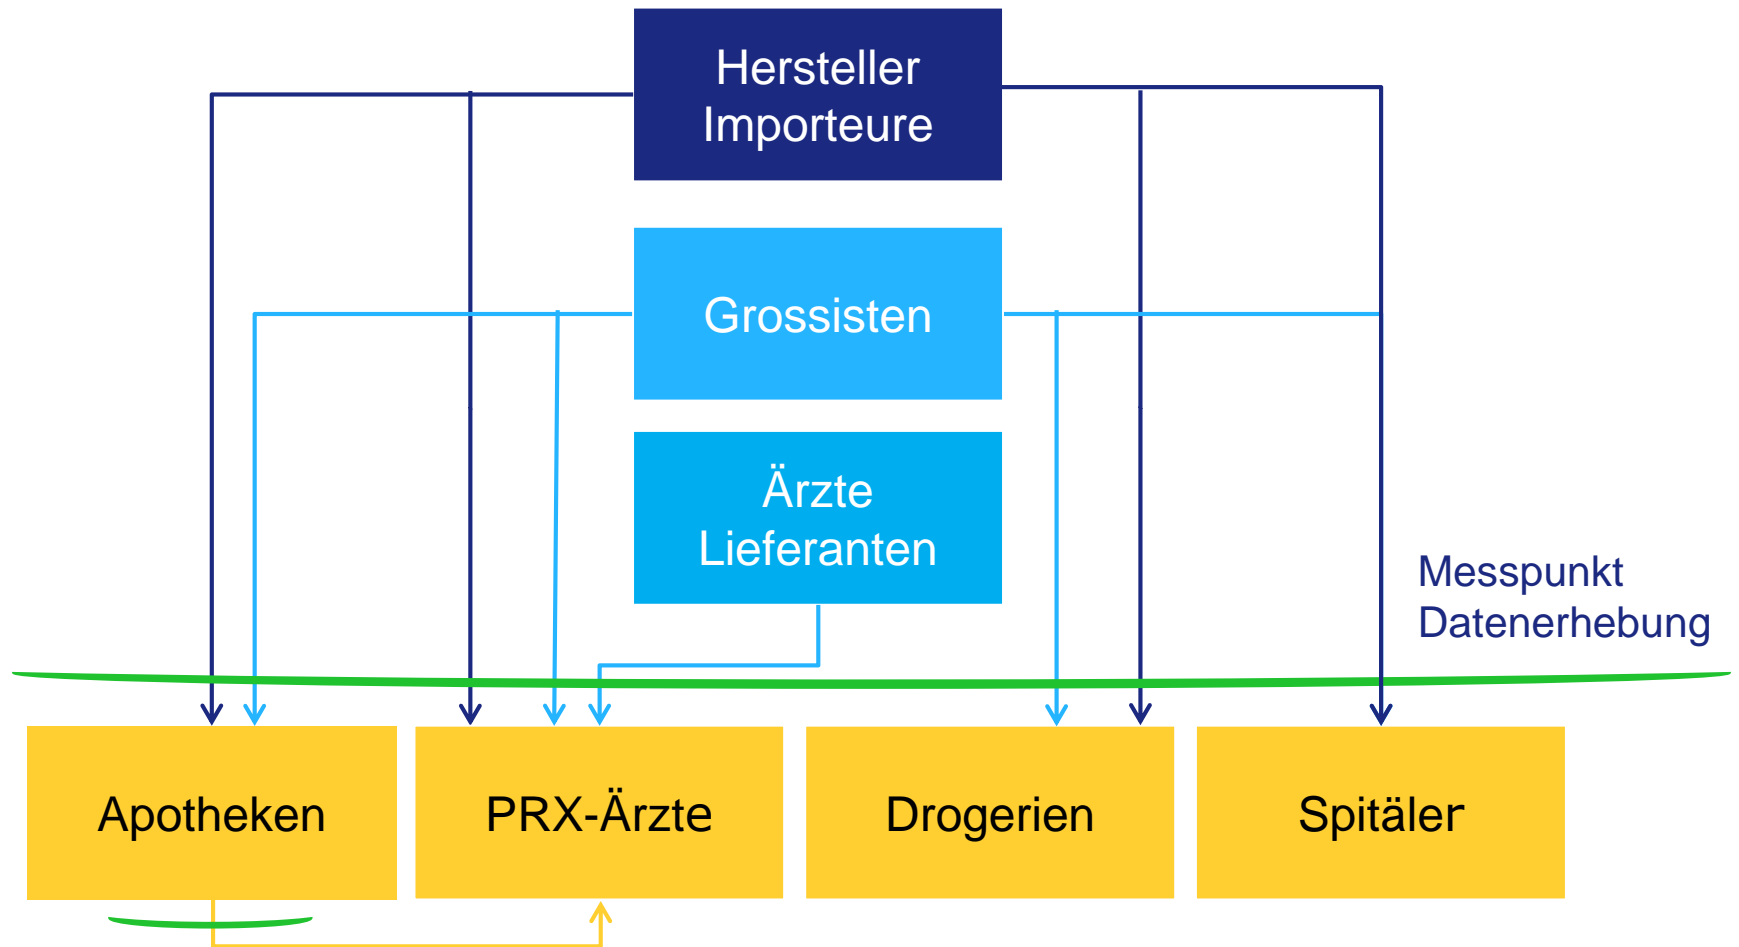 Hersteller
Importeure
Grossisten
Ärzte
Lieferanten
Messpunkt
Datenerhebung
Apotheken
PRX-Ärzte
Drogerien
Spitäler